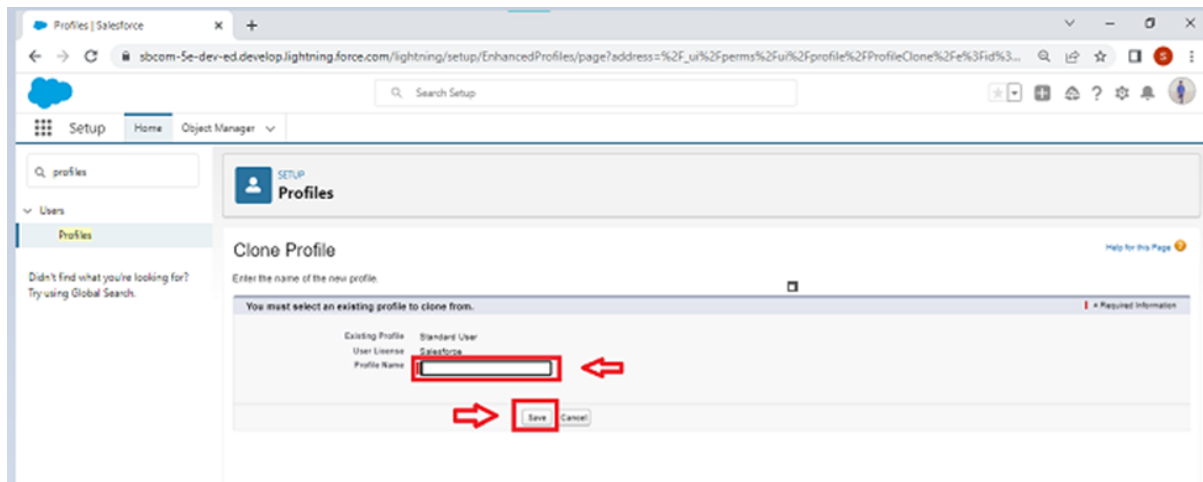 Profiles | Salesforce
sbcom-5e-dev-ed.develop.lightning.force.com/lightning/setup/EnhancedProfiles/page?address=%2F_ui%2Fperms%2Fui%2Fprofile%2FProfileClone%2Fe%3Fid%3...
S
Search Setup
Setup Home Object Manager
profiles
SETUP
Profiles
Users
Profiles
Didn't find what you're looking for?
Try using Global Search.
Clone Profile
Help for this Page
Enter the name of the new profile.
You must select an existing profile to clone from.
= Required Information
Existing Profile Standard User
User License Salesforce
Profile Name
Save Cancel